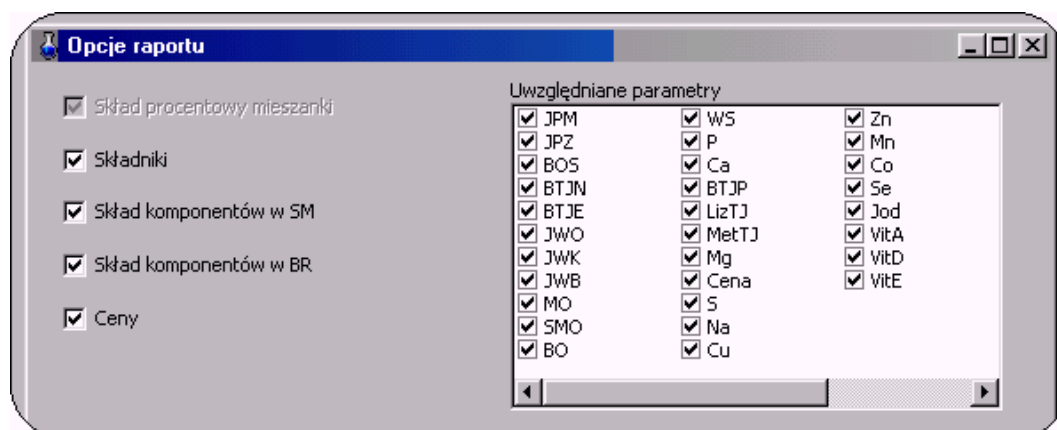 Opcje raportu
Skład procentowy mieszanki
Składniki
Skład komponentów w SM
Skład komponentów w BR
Ceny
Uwzględniane parametry
JPM
JPZ
BOS
BTJN
BTJE
JWO
JWK
JWB
MO
SMO
BO
WS
P
Ca
BTJP
LizTJ
MetTJ
Mg
Cena
S
Na
Cu
Zn
Mn
Co
Se
Jod
VitA
VitD
VitE